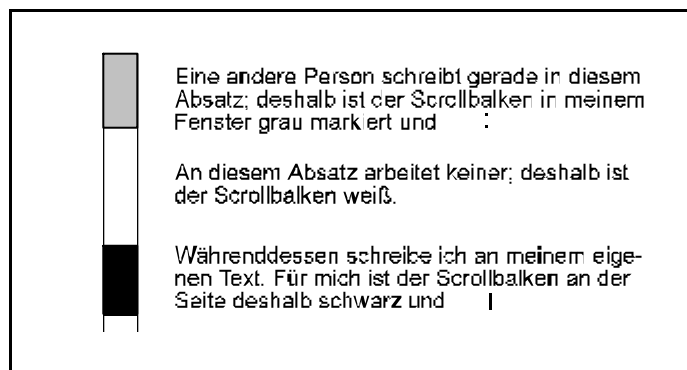 Eine andere Person schreibt gerade in diesem
Absatz; deshalb ist der Scrollbalken in meinem
Fenster grau markiert und
An diesem Absatz arbeitet keiner; deshalb ist
der Scrollbalken weiß.
Währenddessen schreibe ich an meinem eige-
nen Text. Für mich ist der Scrollbalken an der
Seite deshalb schwarz und